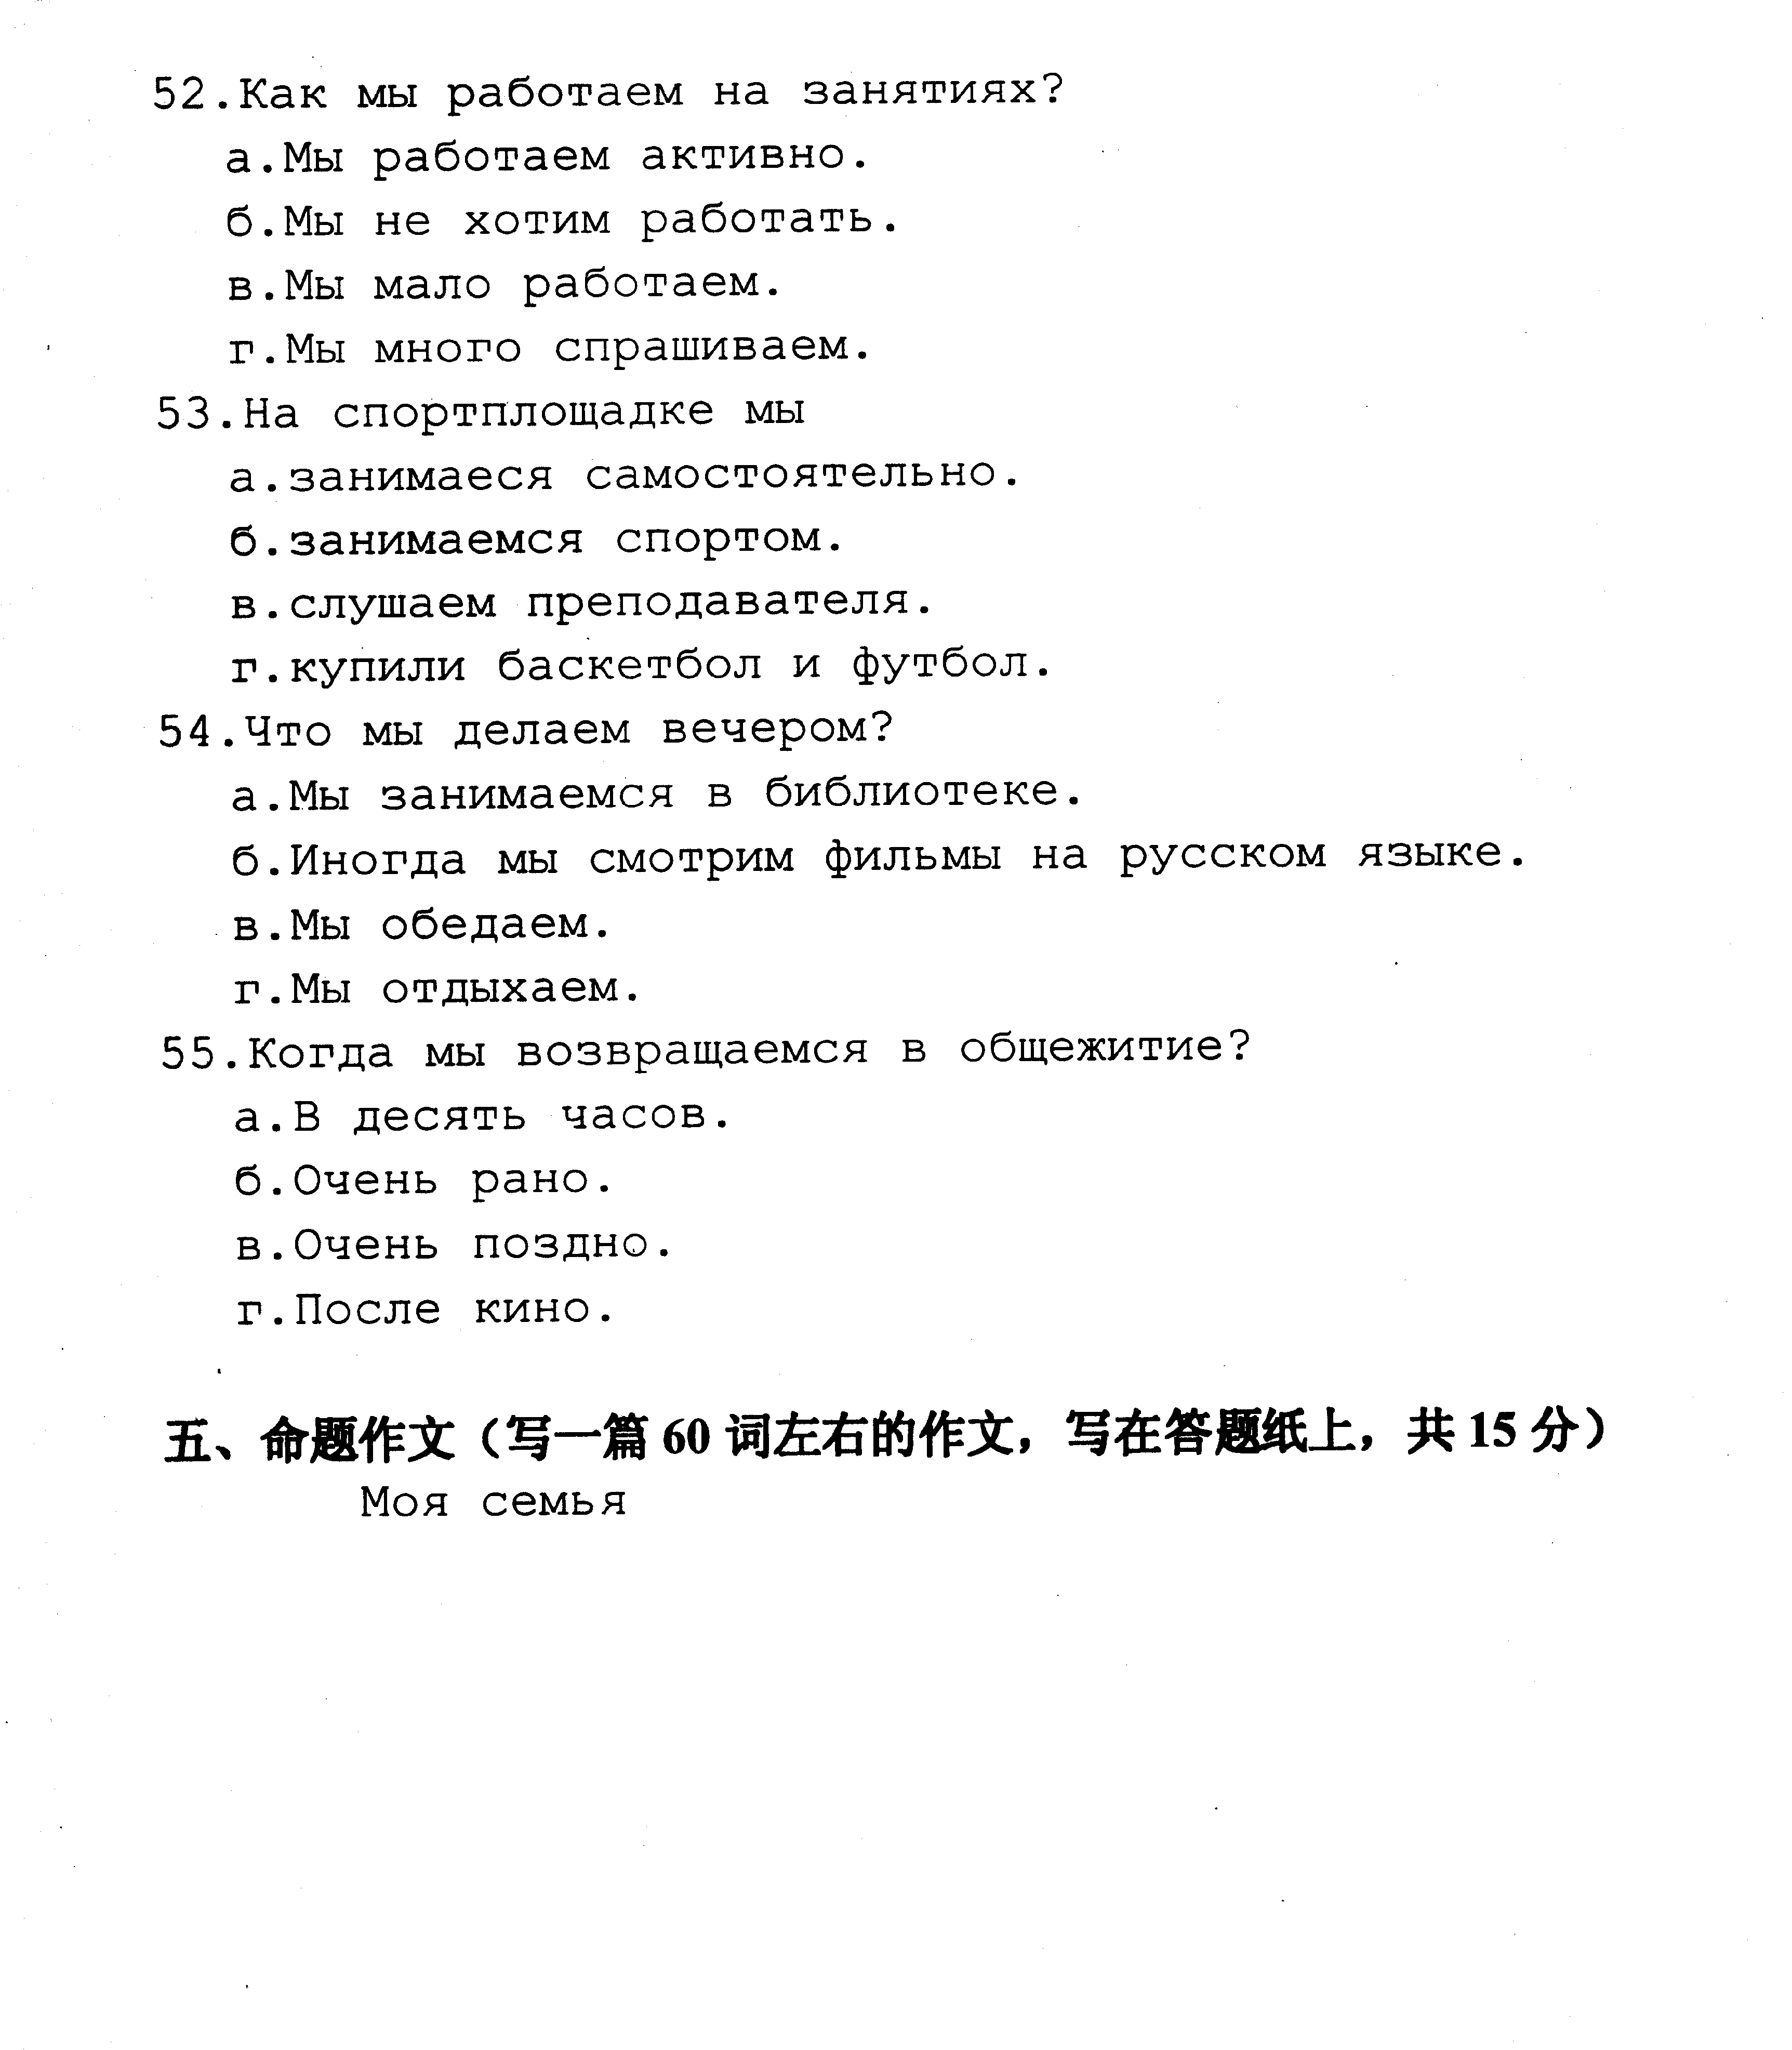 52.Как мы работаем на занятиях?
а.Мы работаем активно.
б.Мы не хотим работать.
в.Мы мало работаем.
г.Мы много спрашиваем.
53.На спортплощадке мы
а.занимаеся самостоятельно.
б.занимаемся спортом.
в.слушаем преподавателя.
г.купили баскетбол и футбол.
54.Что мы делаем вечером?
а.Мы занимаемся в библиотеке.
б.Иногда мы смотрим фильмы на русском языке.
в.Мы обедаем.
г.Мы отдыхаем.
55.Когда мы возвращаемся в общежитие?
а.В десять часов.
б.Очень рано.
в.Очень поздно.
г.После кино.
五、命题作文（写一篇 60 词左右的作文，写在答题纸上，共 15 分）
Моя семья